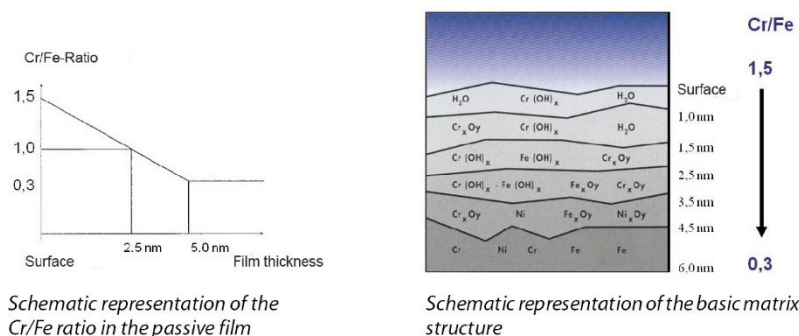 Cr/Fe-Ratio
1,5
1,0
0,3
2.5 nm 5.0 nm
Surface Film thickness
Schematic representation of the
Cr/Fe ratio in the passive film
Cr/Fe
1,5
Surface
H₂O Cr (OH)ₓ H₂O
1,0 nm
CrₓOy Cr (OH)ₓ H₂O
1,5 nm
Cr (OH)ₓ Fe (OH)ₓ CrₓOy
2,5 nm
Cr (OH)ₓ - Fe (OH)ₓ FeₓOy CrₓOy
3,5 nm
CrₓOy Ni FeₓOy NiₓOy
4,5 nm
Cr Ni Cr Fe Fe
6,0 nm
0,3
Schematic representation of the basic matrix
structure